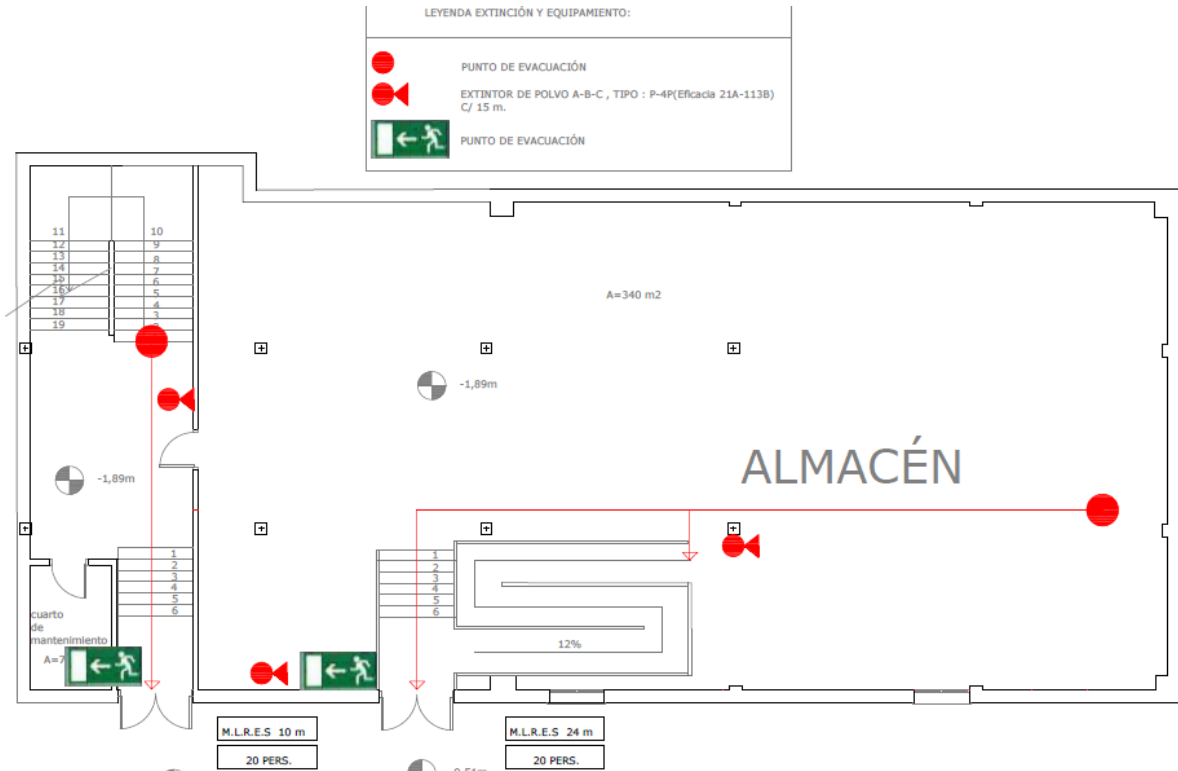 LEYENDA EXTINCIÓN Y EQUIPAMIENTO:
PUNTO DE EVACUACIÓN
EXTINTOR DE POLVO A-B-C , TIPO : P-4P(Eficacia 21A-113B)
C/ 15 m.
PUNTO DE EVACUACIÓN
11 10
12 9
13 8
14 7
15 6
16 5
17 4
18 3
19
A=340 m2
-1,89m
ALMACÉN
-1,89m
1
2
3
4
5
6
1
2
3
4
5
6
12%
cuarto
de
mantenimiento
A=7
M.L.R.E.S 10 m
20 PERS.
M.L.R.E.S 24 m
20 PERS.